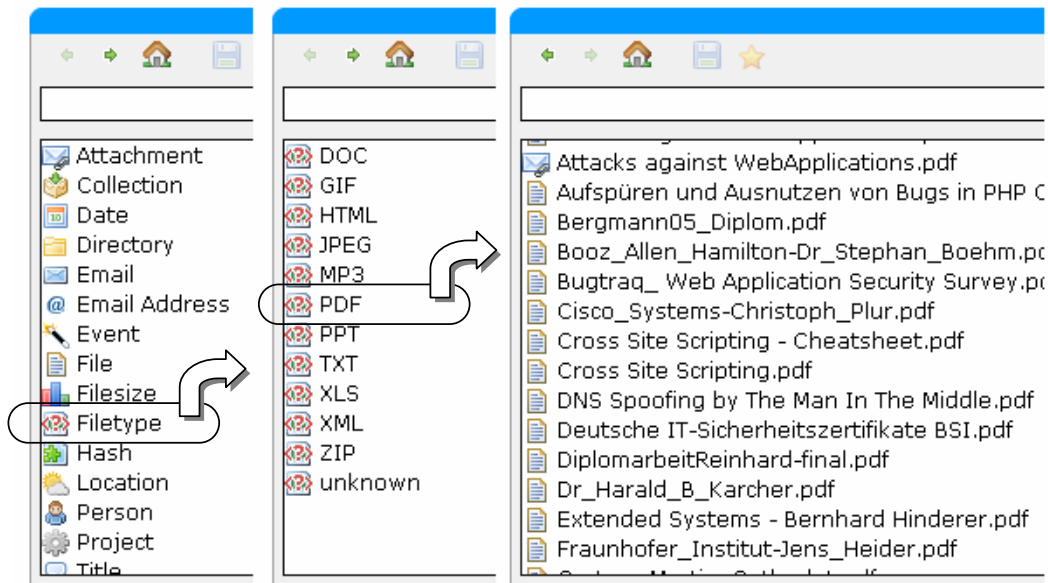 Attachment
Collection
Date
Directory
Email
Email Address
Event
File
Filesize
Filetype
Hash
Location
Person
Project
Title
DOC
GIF
HTML
JPEG
MP3
PDF
PPT
TXT
XLS
XML
ZIP
unknown
Attacks against WebApplications.pdf
Aufspüren und Ausnutzen von Bugs in PHP
Bergmann05_Diplom.pdf
Booz_Allen_Hamilton-Dr_Stephan_Boehm.pd
Bugtraq_ Web Application Security Survey.pd
Cisco_Systems-Christoph_Plur.pdf
Cross Site Scripting - Cheatsheet.pdf
Cross Site Scripting.pdf
DNS Spoofing by The Man In The Middle.pdf
Deutsche IT-Sicherheitszertifikate BSI.pdf
DiplomarbeitReinhard-final.pdf
Dr_Harald_B_Karcher.pdf
Extended Systems - Bernhard Hinderer.pdf
Fraunhofer_Institut-Jens_Heider.pdf